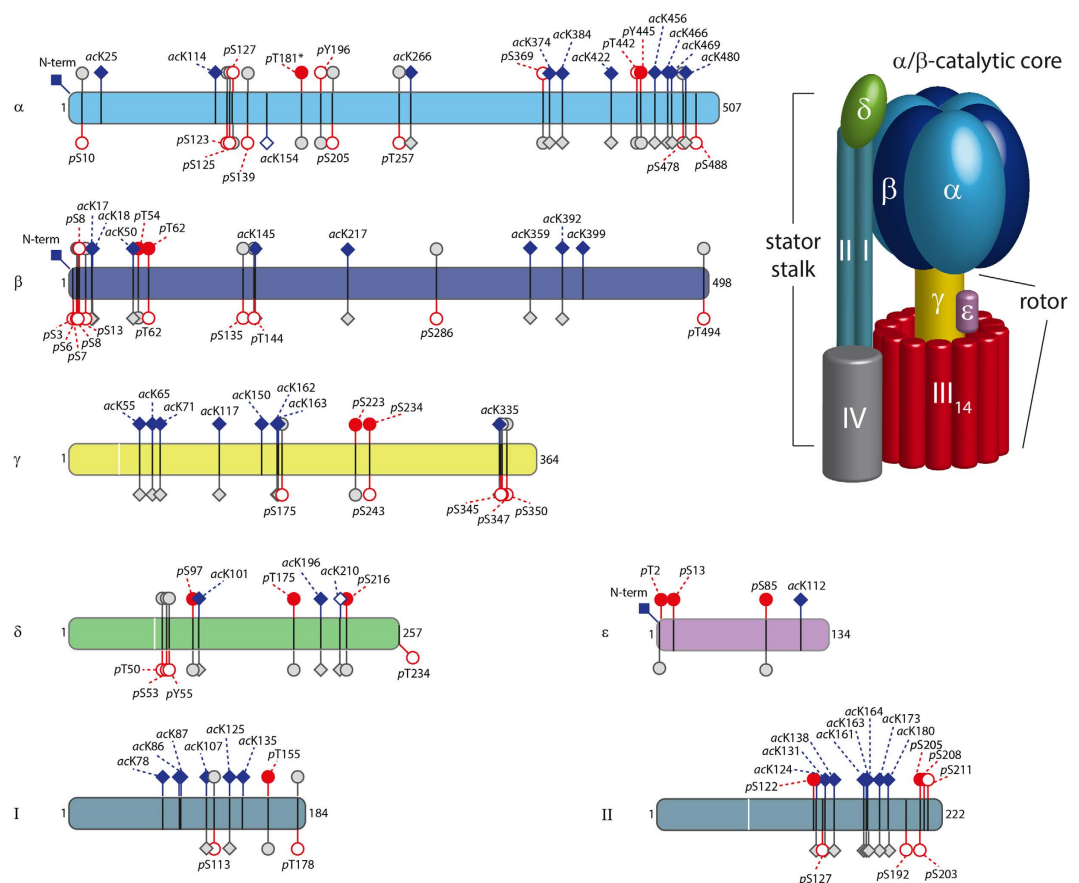 acK25
acK114
pS127
pT181*
pY196
acK266
pS369
acK374
acK384
acK422
pT442
pY445
acK456
acK466
acK469
acK480
N-term
α
1
507
pS10
pS123
pS125
pS139
acK154
pS205
pT257
pS478
pS488
pS8
acK17
acK18
acK50
pT54
pT62
acK145
acK217
acK359
acK392
acK399
N-term
β
1
498
pS3
pS6
pS7
pS8
pS13
pT62
pS135
pT144
pS286
pT494
acK55
acK65
acK71
acK117
acK150
acK162
acK163
pS223
pS234
acK335
γ
1
364
pS175
pS243
pS345
pS347
pS350
pS97
acK101
pT175
acK196
acK210
pS216
δ
1
257
pT50
pS53
pY55
pT234
pT2
pS13
pS85
acK112
N-term
ε
1
134
acK78
acK86
acK87
acK107
acK125
acK135
pT155
I
1
184
pS113
pT178
pS122
acK124
acK131
acK138
acK161
acK163
acK164
acK173
acK180
pS205
pS208
pS211
II
1
222
pS127
pS192
pS203
α/β-catalytic core
δ
β
α
stator
stalk
II I
γ
ε
rotor
IV
III14